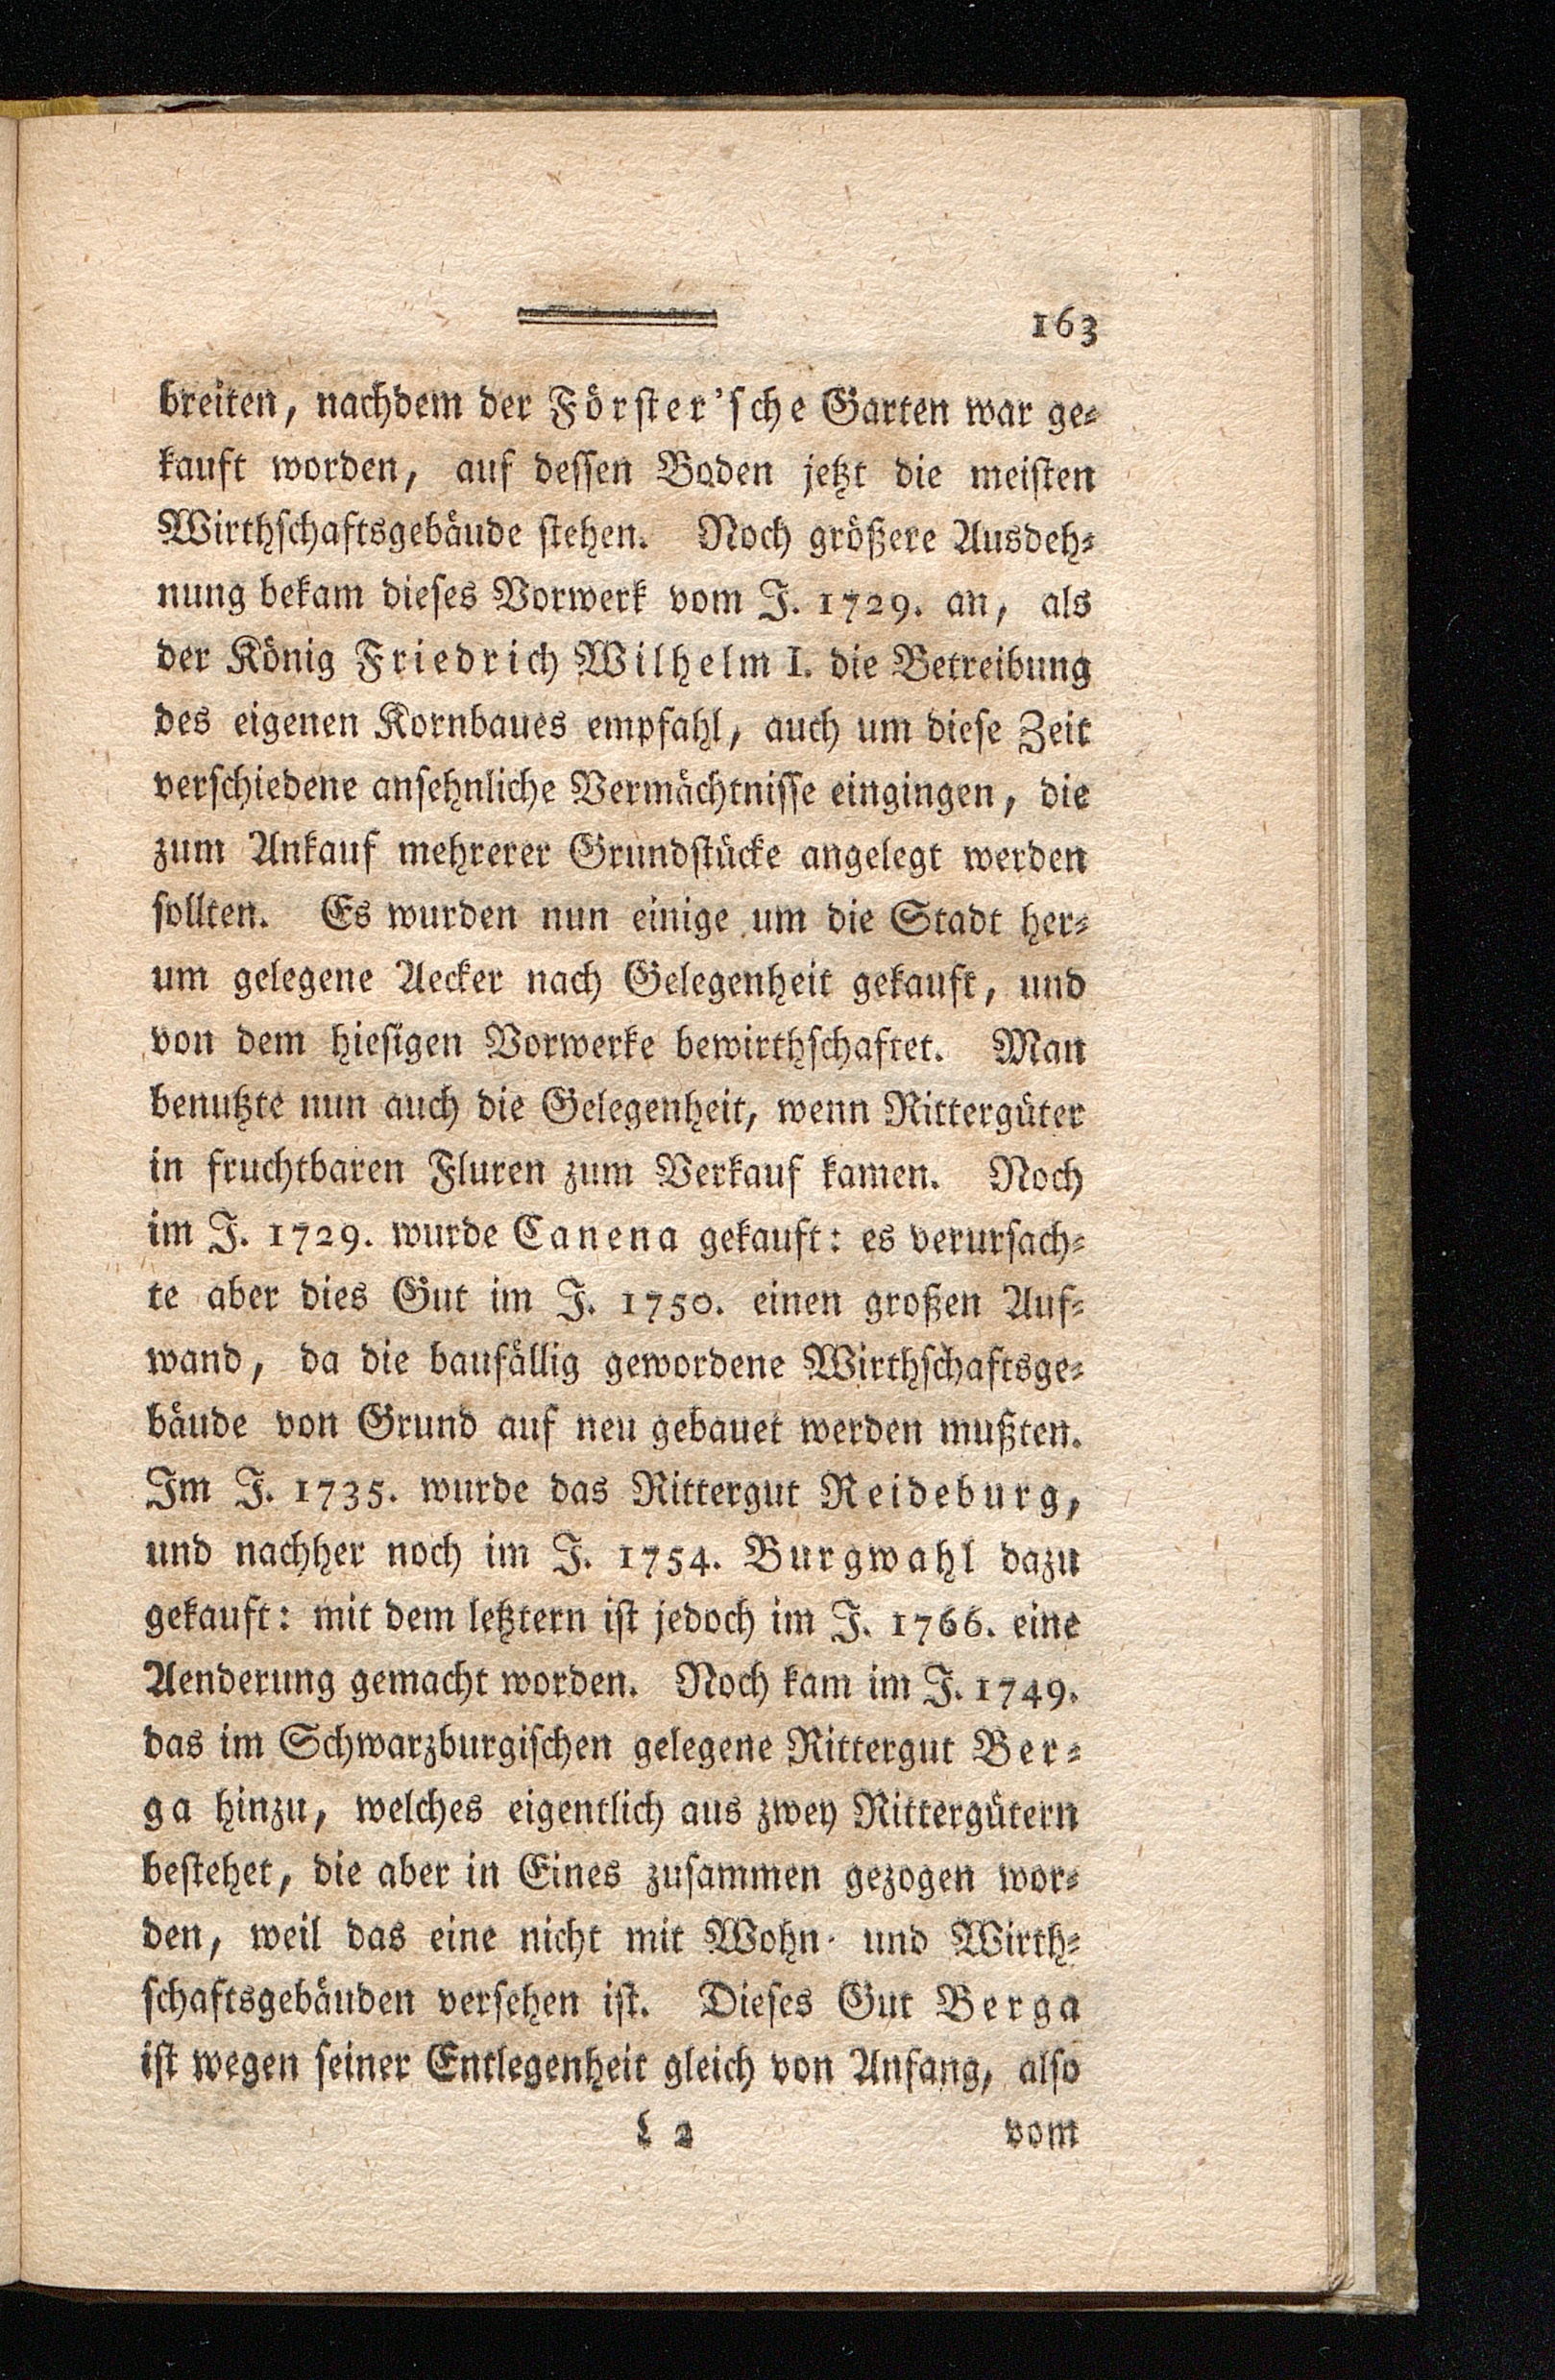 163
breiten, nachdem der Förster'sche Garten war ge-
kauft worden, auf dessen Boden jetzt die meisten
Wirthschaftsgebäude stehen. Noch größere Ausdeh-
nung bekam dieses Vorwerk vom J. 1729. an, als
der König Friedrich Wilhelm I. die Betreibung
des eigenen Kornbaues empfahl, auch um diese Zeit
verschiedene ansehnliche Vermächtnisse eingingen, die
zum Ankauf mehrerer Grundstücke angelegt werden
sollten. Es wurden nun einige um die Stadt her-
um gelegene Aecker nach Gelegenheit gekauft, und
von dem hiesigen Vorwerke bewirthschaftet. Man
benutzte nun auch die Gelegenheit, wenn Rittergüter
in fruchtbaren Fluren zum Verkauf kamen. Noch
im J. 1729. wurde Canena gekauft: es verursach-
te aber dies Gut im J. 1750. einen großen Auf-
wand, da die baufällig gewordene Wirthschaftsge-
bäude von Grund auf neu gebauet werden mußten.
Im J. 1735. wurde das Rittergut Reideburg,
und nachher noch im J. 1754. Burgwahl dazu
gekauft: mit dem letztern ist jedoch im J. 1766. eine
Aenderung gemacht worden. Noch kam im J. 1749.
das im Schwarzburgischen gelegene Rittergut Ber-
ga hinzu, welches eigentlich aus zwey Rittergütern
bestehet, die aber in Eines zusammen gezogen wor-
den, weil das eine nicht mit Wohn- und Wirth-
schaftsgebäuden versehen ist. Dieses Gut Berga
ist wegen seiner Entlegenheit gleich von Anfang, also
L 2 vom